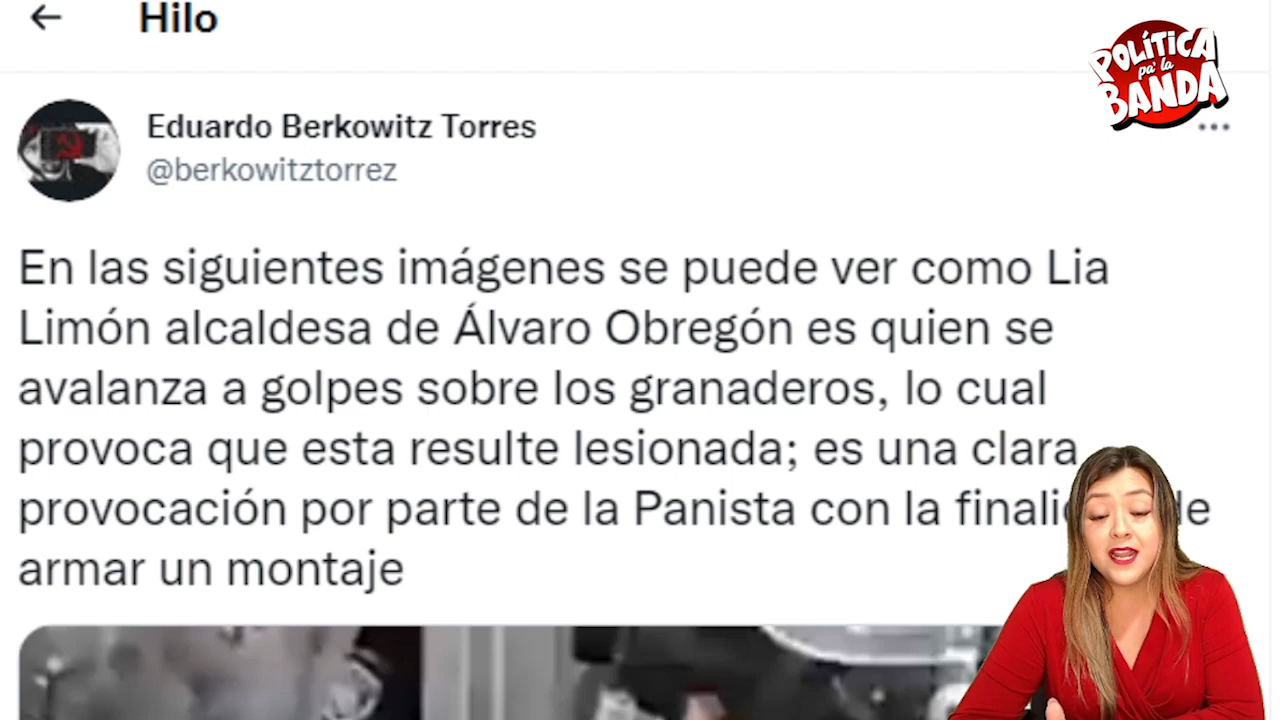 Hilo
POLÍTICA
pa' la
BANDA
Eduardo Berkowitz Torres
@berkowitztorrez
En las siguientes imágenes se puede ver como Lia
Limón alcaldesa de Álvaro Obregón es quien se
avalanza a golpes sobre los granaderos, lo cual
provoca que esta resulte lesionada; es una clara
provocación por parte de la Panista con la
armar un montaje